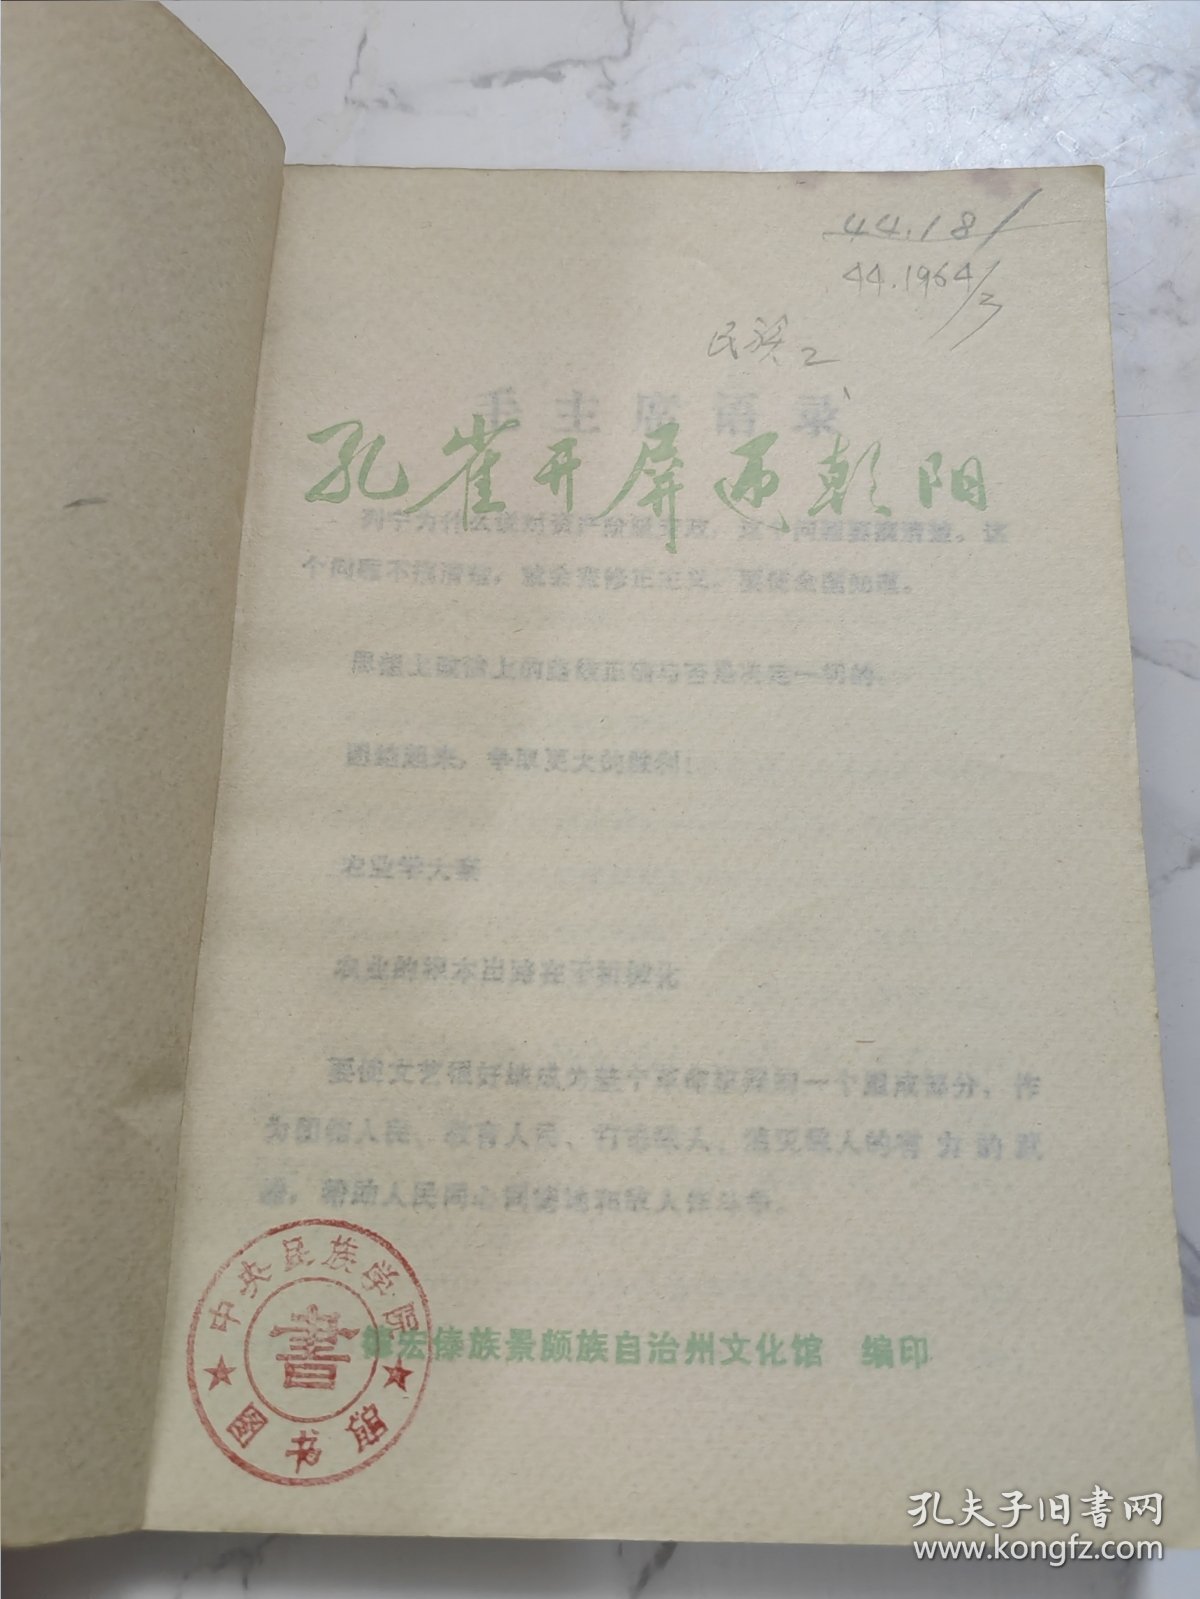 44.18/
44.1964/3
民族2
毛主席语录
孔雀开屏迎朝阳
列宁为什么说对资产阶级专政，这个问题要搞清楚。这
个问题不搞清楚，就会变修正主义。要使全国知道。
思想上政治上的路线正确与否是决定一切的。
团结起来，争取更大的胜利！
农业学大寨
农业的根本出路在于机械化
要使文艺很好地成为整个革命机器的一个组成部分，作
为团结人民、教育人民、打击敌人、消灭敌人的有力的武
器，帮助人民同心同德地和敌人作斗争。
中央民族学院
書
图书馆
德宏傣族景颇族自治州文化馆 编印
孔夫子旧书网
www.kongfz.com